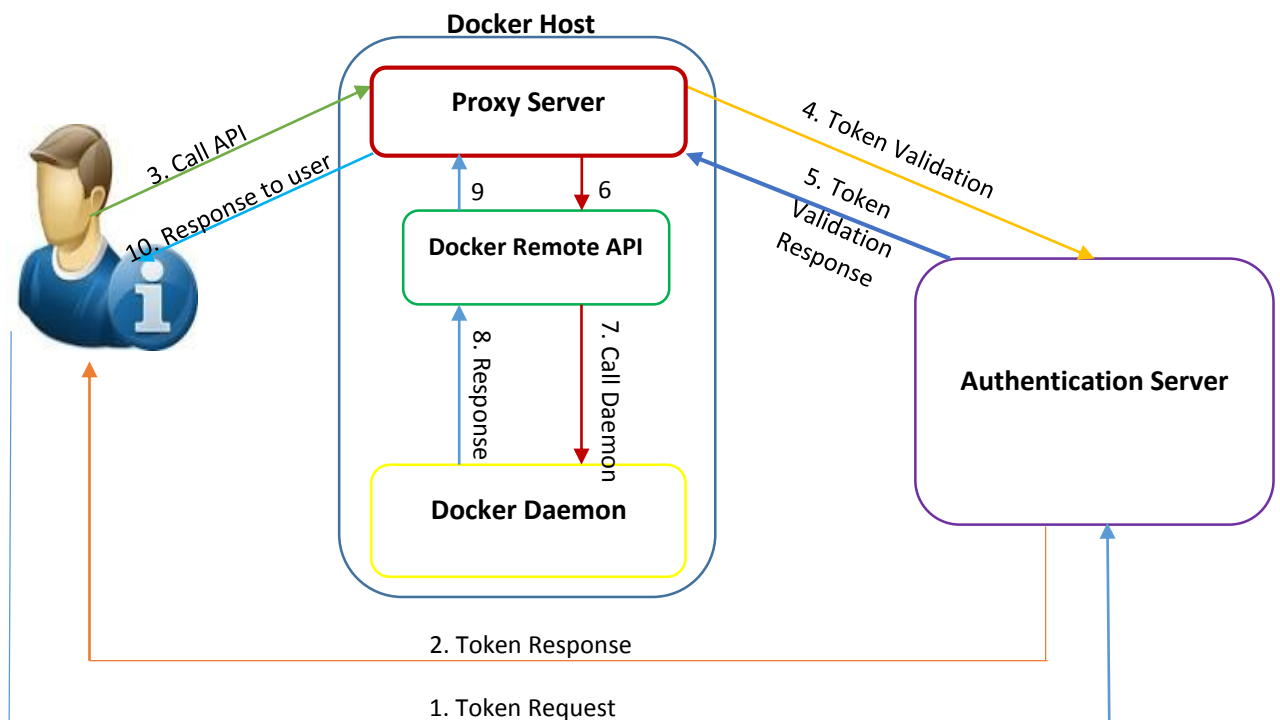 Docker Host
Proxy Server
3. Call API
10. Response to user
4. Token Validation
5. Token
Validation
Response
9
6
Docker Remote API
8. Response
7. Call Daemon
Authentication Server
Docker Daemon
2. Token Response
1. Token Request